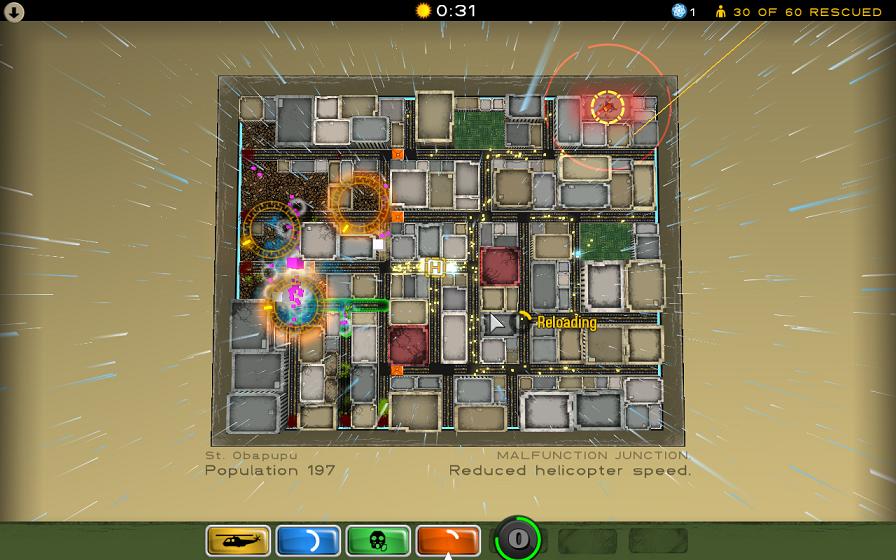 0:31
1
30 OF 60 RESCUED
H
Reloading
St. Obapupu
MALFUNCTION JUNCTION
Population 197
Reduced helicopter speed.
0